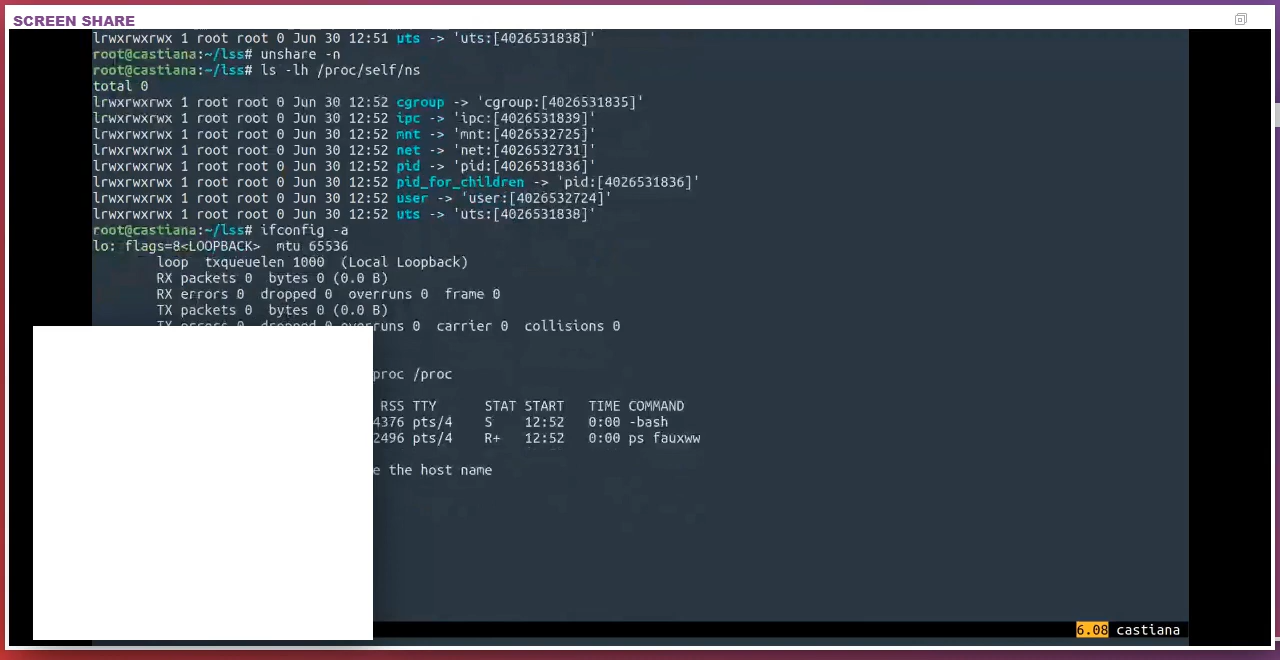 SCREEN SHARE
lrwxrwxrwx 1 root root 0 Jun 30 12:51 uts -> 'uts:[4026531838]'
root@castiana:~/lss# unshare -n
root@castiana:~/lss# ls -lh /proc/self/ns
total 0
lrwxrwxrwx 1 root root 0 Jun 30 12:52 cgroup -> 'cgroup:[4026531835]'
lrwxrwxrwx 1 root root 0 Jun 30 12:52 ipc -> 'ipc:[4026531839]'
lrwxrwxrwx 1 root root 0 Jun 30 12:52 mnt -> 'mnt:[4026532725]'
lrwxrwxrwx 1 root root 0 Jun 30 12:52 net -> 'net:[4026532731]'
lrwxrwxrwx 1 root root 0 Jun 30 12:52 pid -> 'pid:[4026531836]
lrwxrwxrwx 1 root root 0 Jun 30 12:52 pid_for_children -> 'pid:[4026531836]'
lrwxrwxrwx 1 root root 0 Jun 30 12:52 user -> 'user:[4026532724]'
lrwxrwxrwx 1 root root 0 Jun 30 12:52 uts -> 'uts:[4026531838]'
root@castiana:~/lss# ifconfig -a
lo: flags=8<LOOPBACK>  mtu 65536
loop  txqueuelen 1000  (Local Loopback)
RX packets 0  bytes 0 (0.0 B)
RX errors 0  dropped 0  overruns 0  frame 0
TX packets 0  bytes 0 (0.0 B)
TX errors 0  dropped 0 overruns 0  carrier 0  collisions 0
proc /proc
RSS TTY      STAT START   TIME COMMAND
4376 pts/4    S    12:52   0:00 -bash
2496 pts/4    R+   12:52   0:00 ps fauxww
e the host name
6.08 castiana